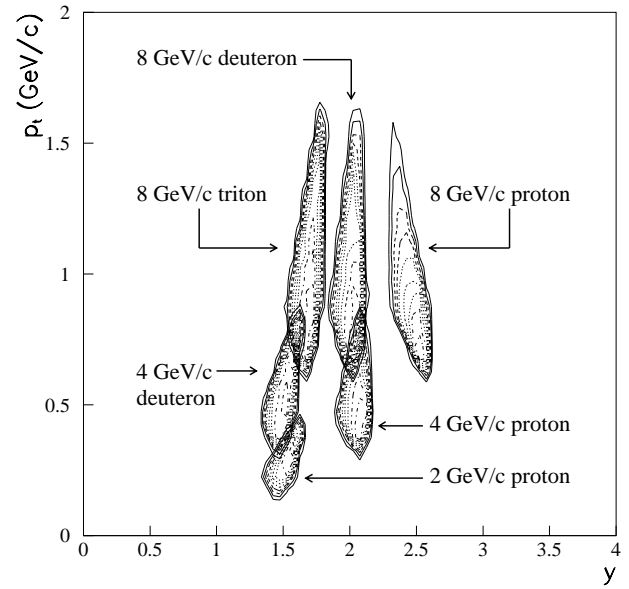 2
8 GeV/c deuteron
pt (GeV/c)
1.5
8 GeV/c triton
8 GeV/c proton
1
4 GeV/c
deuteron
0.5
4 GeV/c proton
2 GeV/c proton
0
0 0.5 1 1.5 2 2.5 3 3.5 4
y